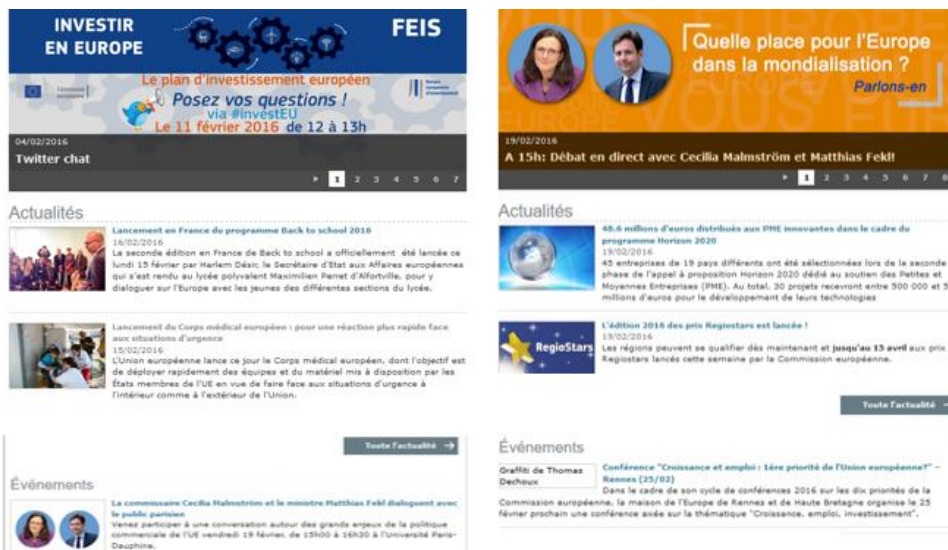 INVESTIR
EN EUROPE
FEIS
Le plan d'investissement européen
Posez vos questions !
via #investEU
Le 11 février 2016 de 12 à 13h
04/02/2016
Twitter chat
1 2 3 4 5 6 7
Actualités
Lancement en France du programme Back to school 2016
16/02/2016
La seconde édition en France de Back to school a officiellement été lancée ce
lundi 15 février par Harlem Désir, le Secrétaire d'Etat aux Affaires européennes
qui s'est rendu au lycée polyvalent Maximilien Perret d'Alfortville, pour y
dialoguer sur l'Europe avec les jeunes des différentes sections du lycée.
Lancement du Corps médical européen : pour une réaction plus rapide face
aux situations d'urgence
15/02/2016
L'Union européenne lance ce jour le Corps médical européen, dont l'objectif est
de déployer rapidement des équipes et du matériel mis à disposition par les
États membres de l'UE en vue de faire face aux situations d'urgence à
l'intérieur comme à l'extérieur de l'Union.
Toute l'actualité
Événements
La commissaire Cecilia Malmström et le ministre Matthias Fekl dialoguent avec
le public parisien
Venez participer à une conversation autour des grands enjeux de la politique
commerciale de l'UE vendredi 19 février, de 15h00 à 16h30 à l'Université Paris-
Dauphine.
Quelle place pour l'Europe
dans la mondialisation ?
Parlons-en
19/02/2016
A 15h: Débat en direct avec Cecilia Malmström et Matthias Fekl!
1 2 3 4 5 6 7 8
Actualités
48.6 millions d'euros distribués aux PME innovantes dans le cadre du
programme Horizon 2020
19/02/2016
45 entreprises de 19 pays différents ont été sélectionnées lors de la seconde
phase de l'appel à proposition Horizon 2020 dédié au soutien des Petites et
Moyennes Entreprises (PME). Au total, 30 projets recevront entre 500 000 et 5
millions d'euros pour le développement de leurs technologies
RegioStars
L'édition 2016 des prix Regiostars est lancée !
19/02/2016
Les régions peuvent se qualifier dès maintenant et jusqu'au 15 avril aux prix
Regiostars lancés cette semaine par la Commission européenne.
Toute l'actualité
Événements
Graffiti de Thomas
Dechoux
Conférence "Croissance et emploi : 1ére priorité de l'Union européenne?" –
Rennes (25/02)
Dans le cadre de son cycle de conférences 2016 sur les dix priorités de la
Commission européenne, la maison de l'Europe de Rennes et de Haute Bretagne organise le 25
février prochain une conférence axée sur la thématique "Croissance, emploi, investissement".